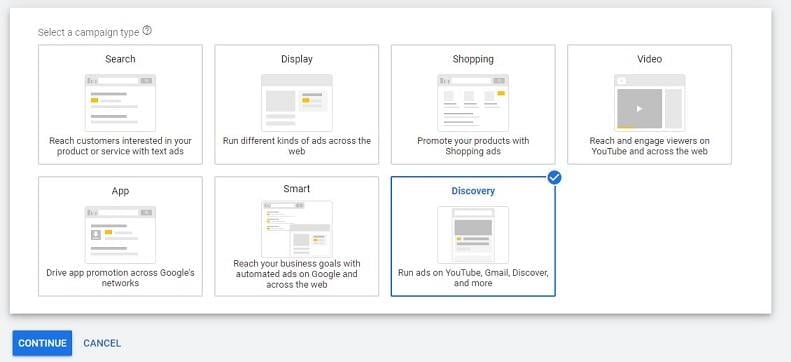 Select a campaign type
Search
Reach customers interested in your
product or service with text ads
Display
Run different kinds of ads across the
web
Shopping
Promote your products with
Shopping ads
Video
Reach and engage viewers on
YouTube and across the web
App
Drive app promotion across Google's
networks
Smart
Reach your business goals with
automated ads on Google and
across the web
Discovery
Run ads on YouTube, Gmail, Discover,
and more
CONTINUE
CANCEL